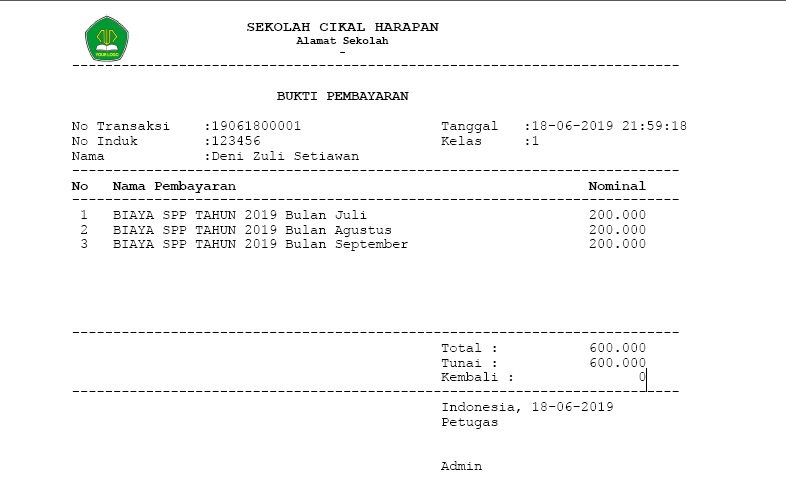 SEKOLAH CIKAL HARAPAN
Alamat Sekolah
-
BUKTI PEMBAYARAN
No Transaksi :19061800001 Tanggal :18-06-2019 21:59:18
No Induk :123456 Kelas :1
Nama :Deni Zuli Setiawan
No Nama Pembayaran Nominal
1 BIAYA SPP TAHUN 2019 Bulan Juli 200.000
2 BIAYA SPP TAHUN 2019 Bulan Agustus 200.000
3 BIAYA SPP TAHUN 2019 Bulan September 200.000
Total : 600.000
Tunai : 600.000
Kembali : 0
Indonesia, 18-06-2019
Petugas
Admin